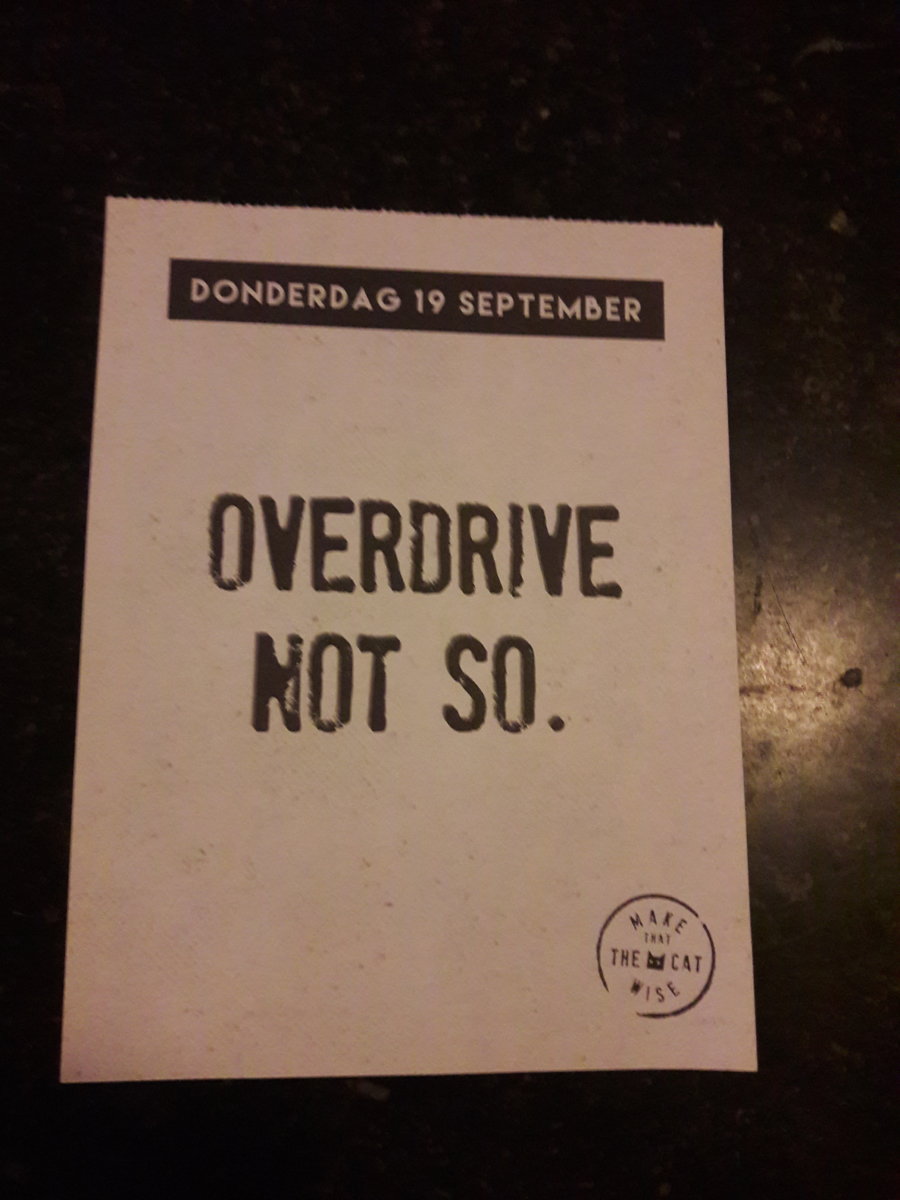 DONDERDAG 19 SEPTEMBER
OVERDRIVE
NOT SO.
MAKE
THAT
THE CAT
WISE